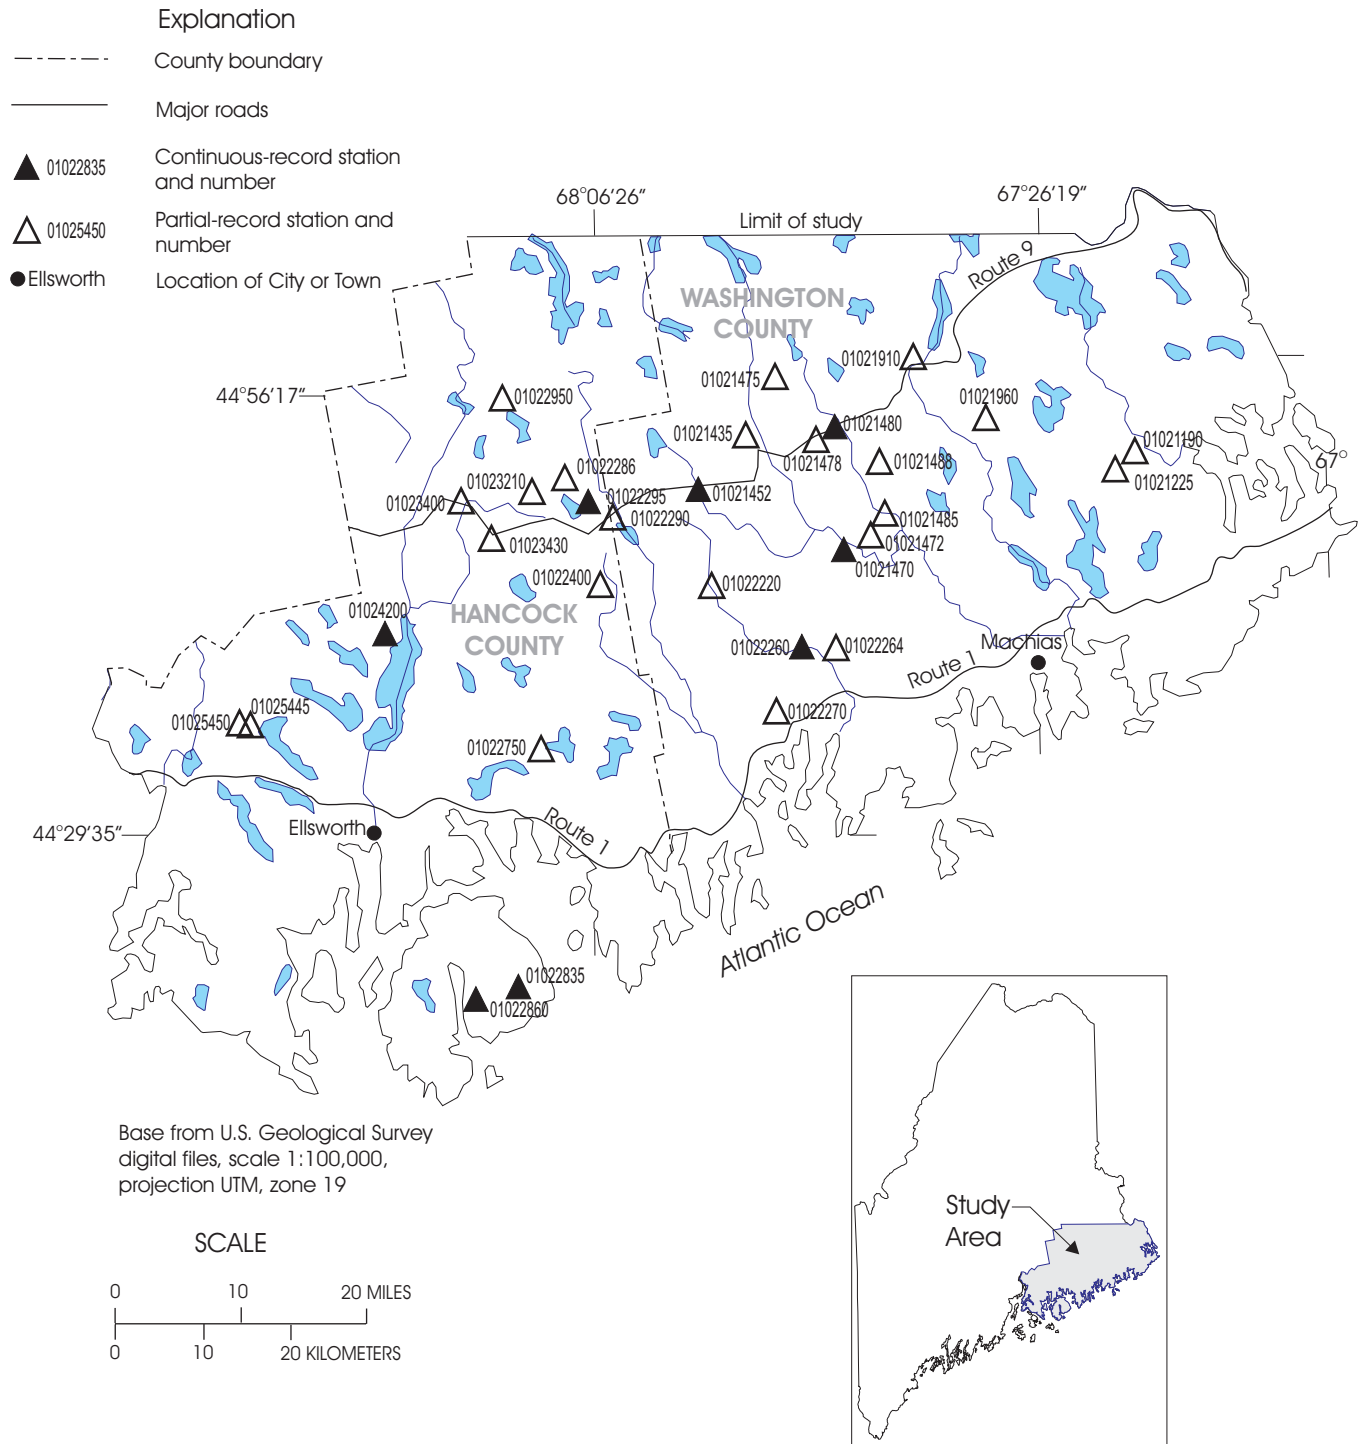 Explanation
County boundary
Major roads
01022835
Continuous-record station
and number
01025450
Partial-record station and
number
Ellsworth
Location of City or Town
68°06'26"
67°26'19"
Limit of study
Route 9
WASHINGTON
COUNTY
01021910
01021475
44°56'17"
01022950
01021960
01021480
01021435
01021478
01021190
67°
01021488
01022286
01021225
01023210
01021452
01022295
01023400
01022290
01021485
01021472
01023430
01021470
01022400
01022220
01024200
HANCOCK
COUNTY
Machias
01022260
01022264
Route 1
01025445
01025450
01022270
01022750
Route 1
Ellsworth
44°29'35"
Atlantic Ocean
01022835
01022860
Base from U.S. Geological Survey
digital files, scale 1:100,000,
projection UTM, zone 19
SCALE
0 10 20 MILES
0 10 20 KILOMETERS
Study
Area